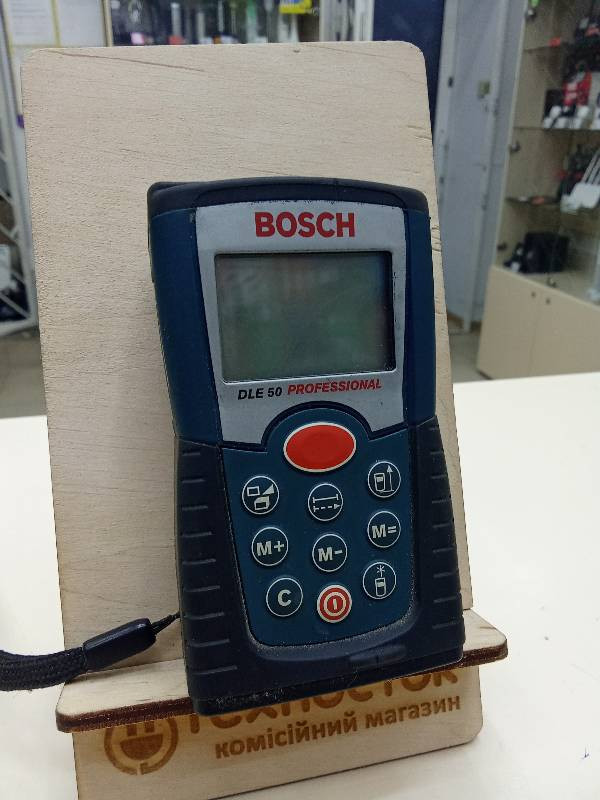 BOSCH
DLE 50 PROFESSIONAL
M+
M-
M=
C
ТЕХНОСТОК
комісійний магазин